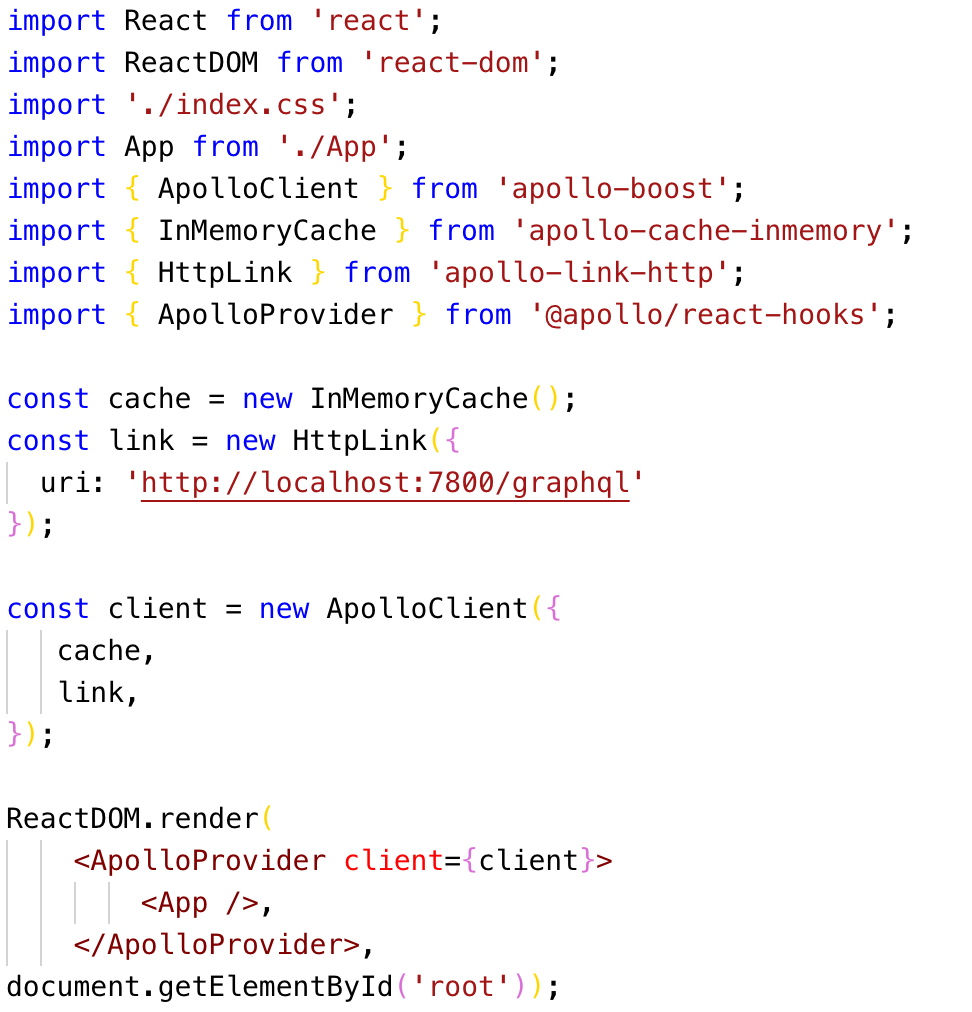 import React from 'react';
import ReactDOM from 'react-dom';
import './index.css';
import App from './App';
import { ApolloClient } from 'apollo-boost';
import { InMemoryCache } from 'apollo-cache-inmemory';
import { HttpLink } from 'apollo-link-http';
import { ApolloProvider } from '@apollo/react-hooks';

const cache = new InMemoryCache();
const link = new HttpLink({
  uri: 'http://localhost:7800/graphql'
});

const client = new ApolloClient({
   cache,
   link,
});

ReactDOM.render(
    <ApolloProvider client={client}>
        <App />,
    </ApolloProvider>,
document.getElementById('root'));